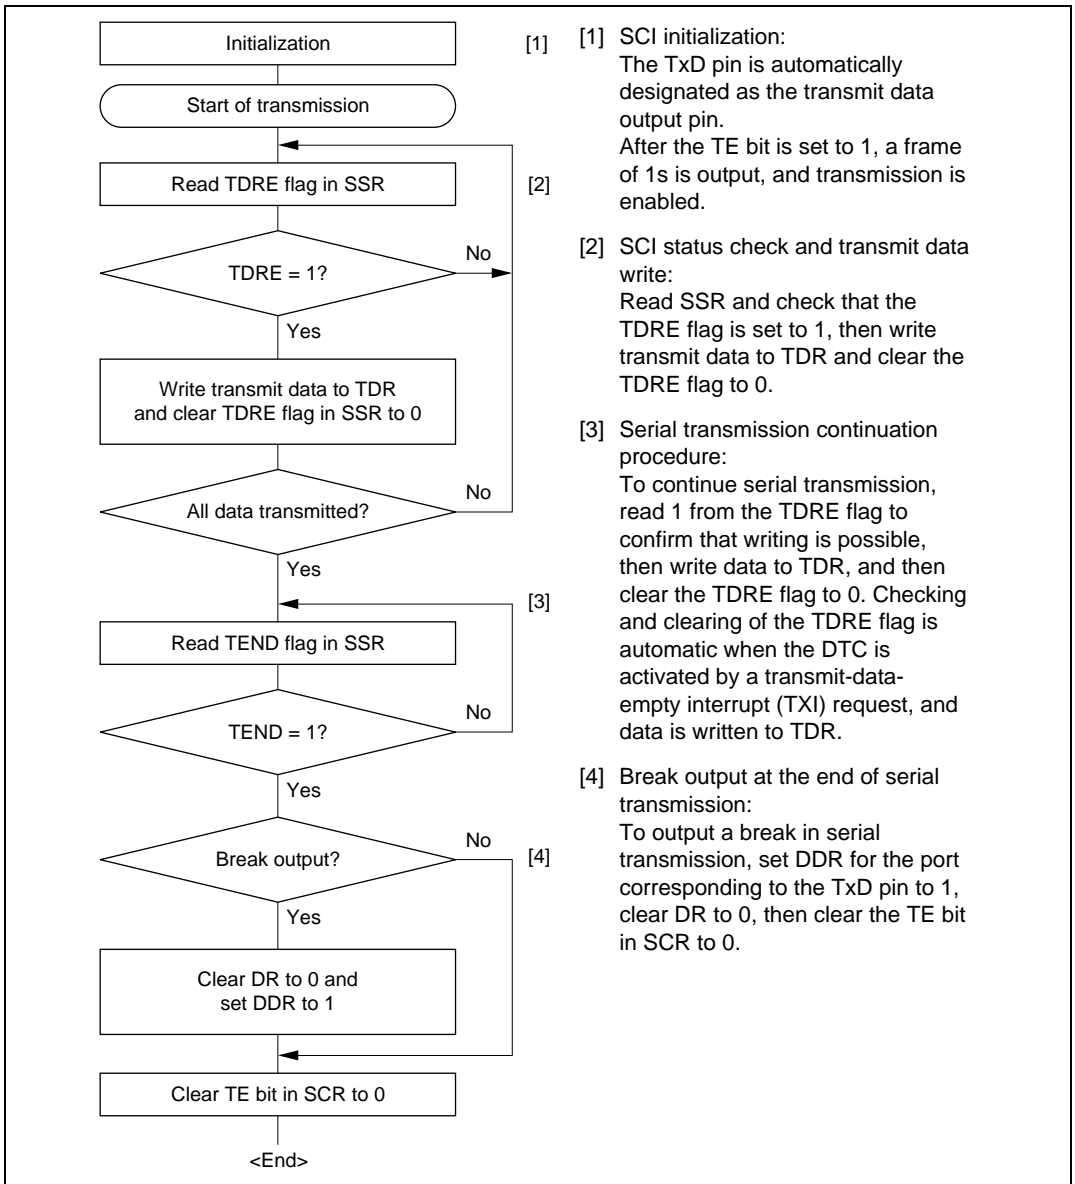 Initialization
[1]
Start of transmission
Read TDRE flag in SSR
[2]
TDRE = 1?
No
Yes
Write transmit data to TDR
and clear TDRE flag in SSR to 0
All data transmitted?
No
Yes
[3]
Read TEND flag in SSR
TEND = 1?
No
Yes
Break output?
No
[4]
Yes
Clear DR to 0 and
set DDR to 1
Clear TE bit in SCR to 0
<End>
[1] SCI initialization:
The TxD pin is automatically
designated as the transmit data
output pin.
After the TE bit is set to 1, a frame
of 1s is output, and transmission is
enabled.
[2] SCI status check and transmit data
write:
Read SSR and check that the
TDRE flag is set to 1, then write
transmit data to TDR and clear the
TDRE flag to 0.
[3] Serial transmission continuation
procedure:
To continue serial transmission,
read 1 from the TDRE flag to
confirm that writing is possible,
then write data to TDR, and then
clear the TDRE flag to 0. Checking
and clearing of the TDRE flag is
automatic when the DTC is
activated by a transmit-data-
empty interrupt (TXI) request, and
data is written to TDR.
[4] Break output at the end of serial
transmission:
To output a break in serial
transmission, set DDR for the port
corresponding to the TxD pin to 1,
clear DR to 0, then clear the TE bit
in SCR to 0.